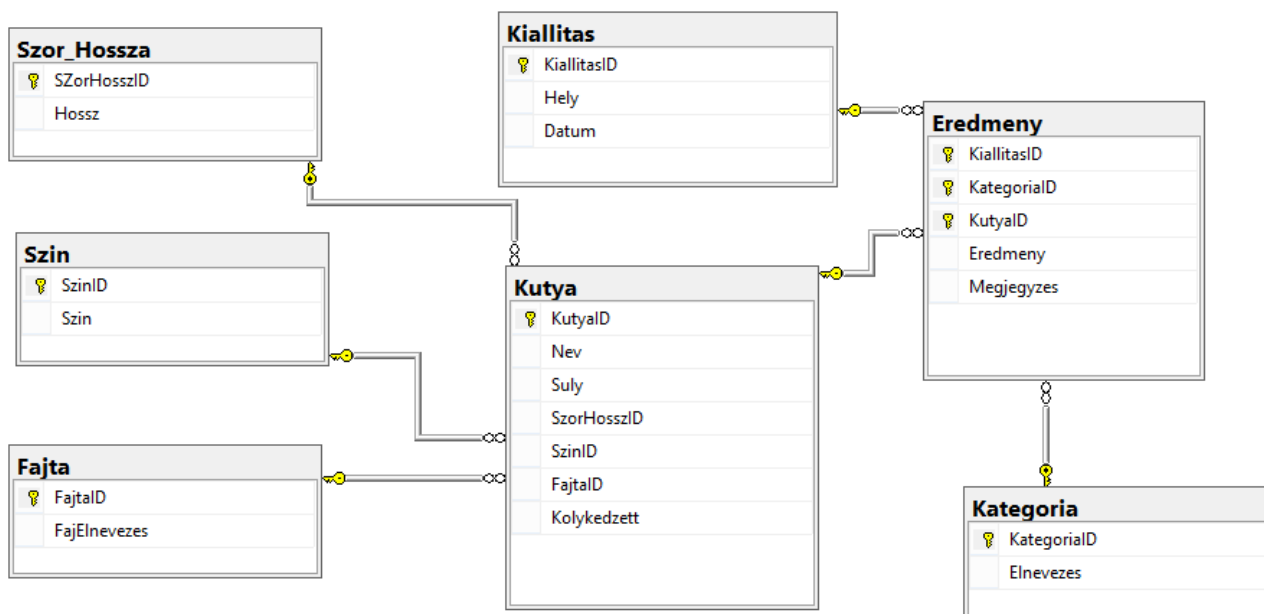 Szor_Hossza
SZorHosszID
Hossz
Kiallitas
KiallitasID
Hely
Datum
Eredmeny
KiallitasID
KategoriaID
KutyaID
Eredmeny
Megjegyzes
Szin
SzinID
Szin
Kutya
KutyaID
Nev
Suly
SzorHosszID
SzinID
FajtaID
Kolykedzett
Fajta
FajtaID
FajElnevezes
Kategoria
KategoriaID
Elnevezes